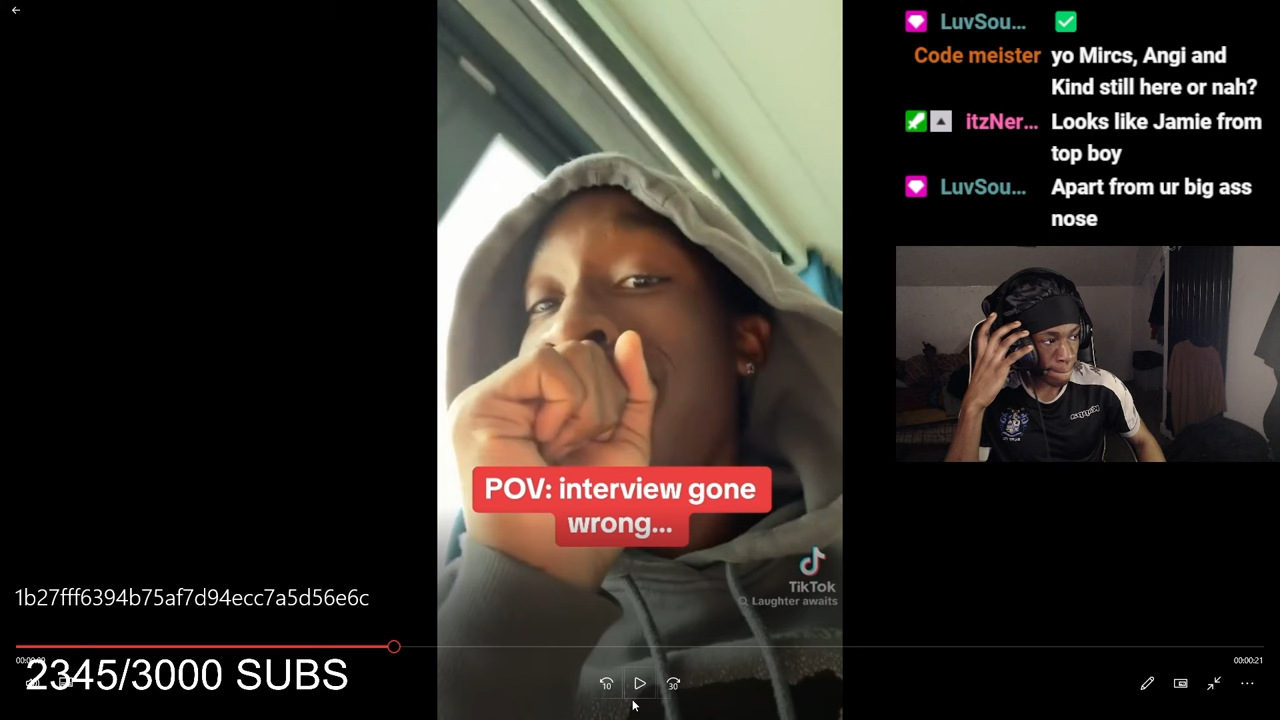 LuvSou...
Code meister yo Mircs, Angi and
Kind still here or nah?
itzNer... Looks like Jamie from
top boy
LuvSou... Apart from ur big ass
nose
POV: interview gone
wrong...
TikTok
Laughter awaits
1b27fff6394b75af7d94ecc7a5d56e6c
00:00:21
2345/3000 SUBS
10
30